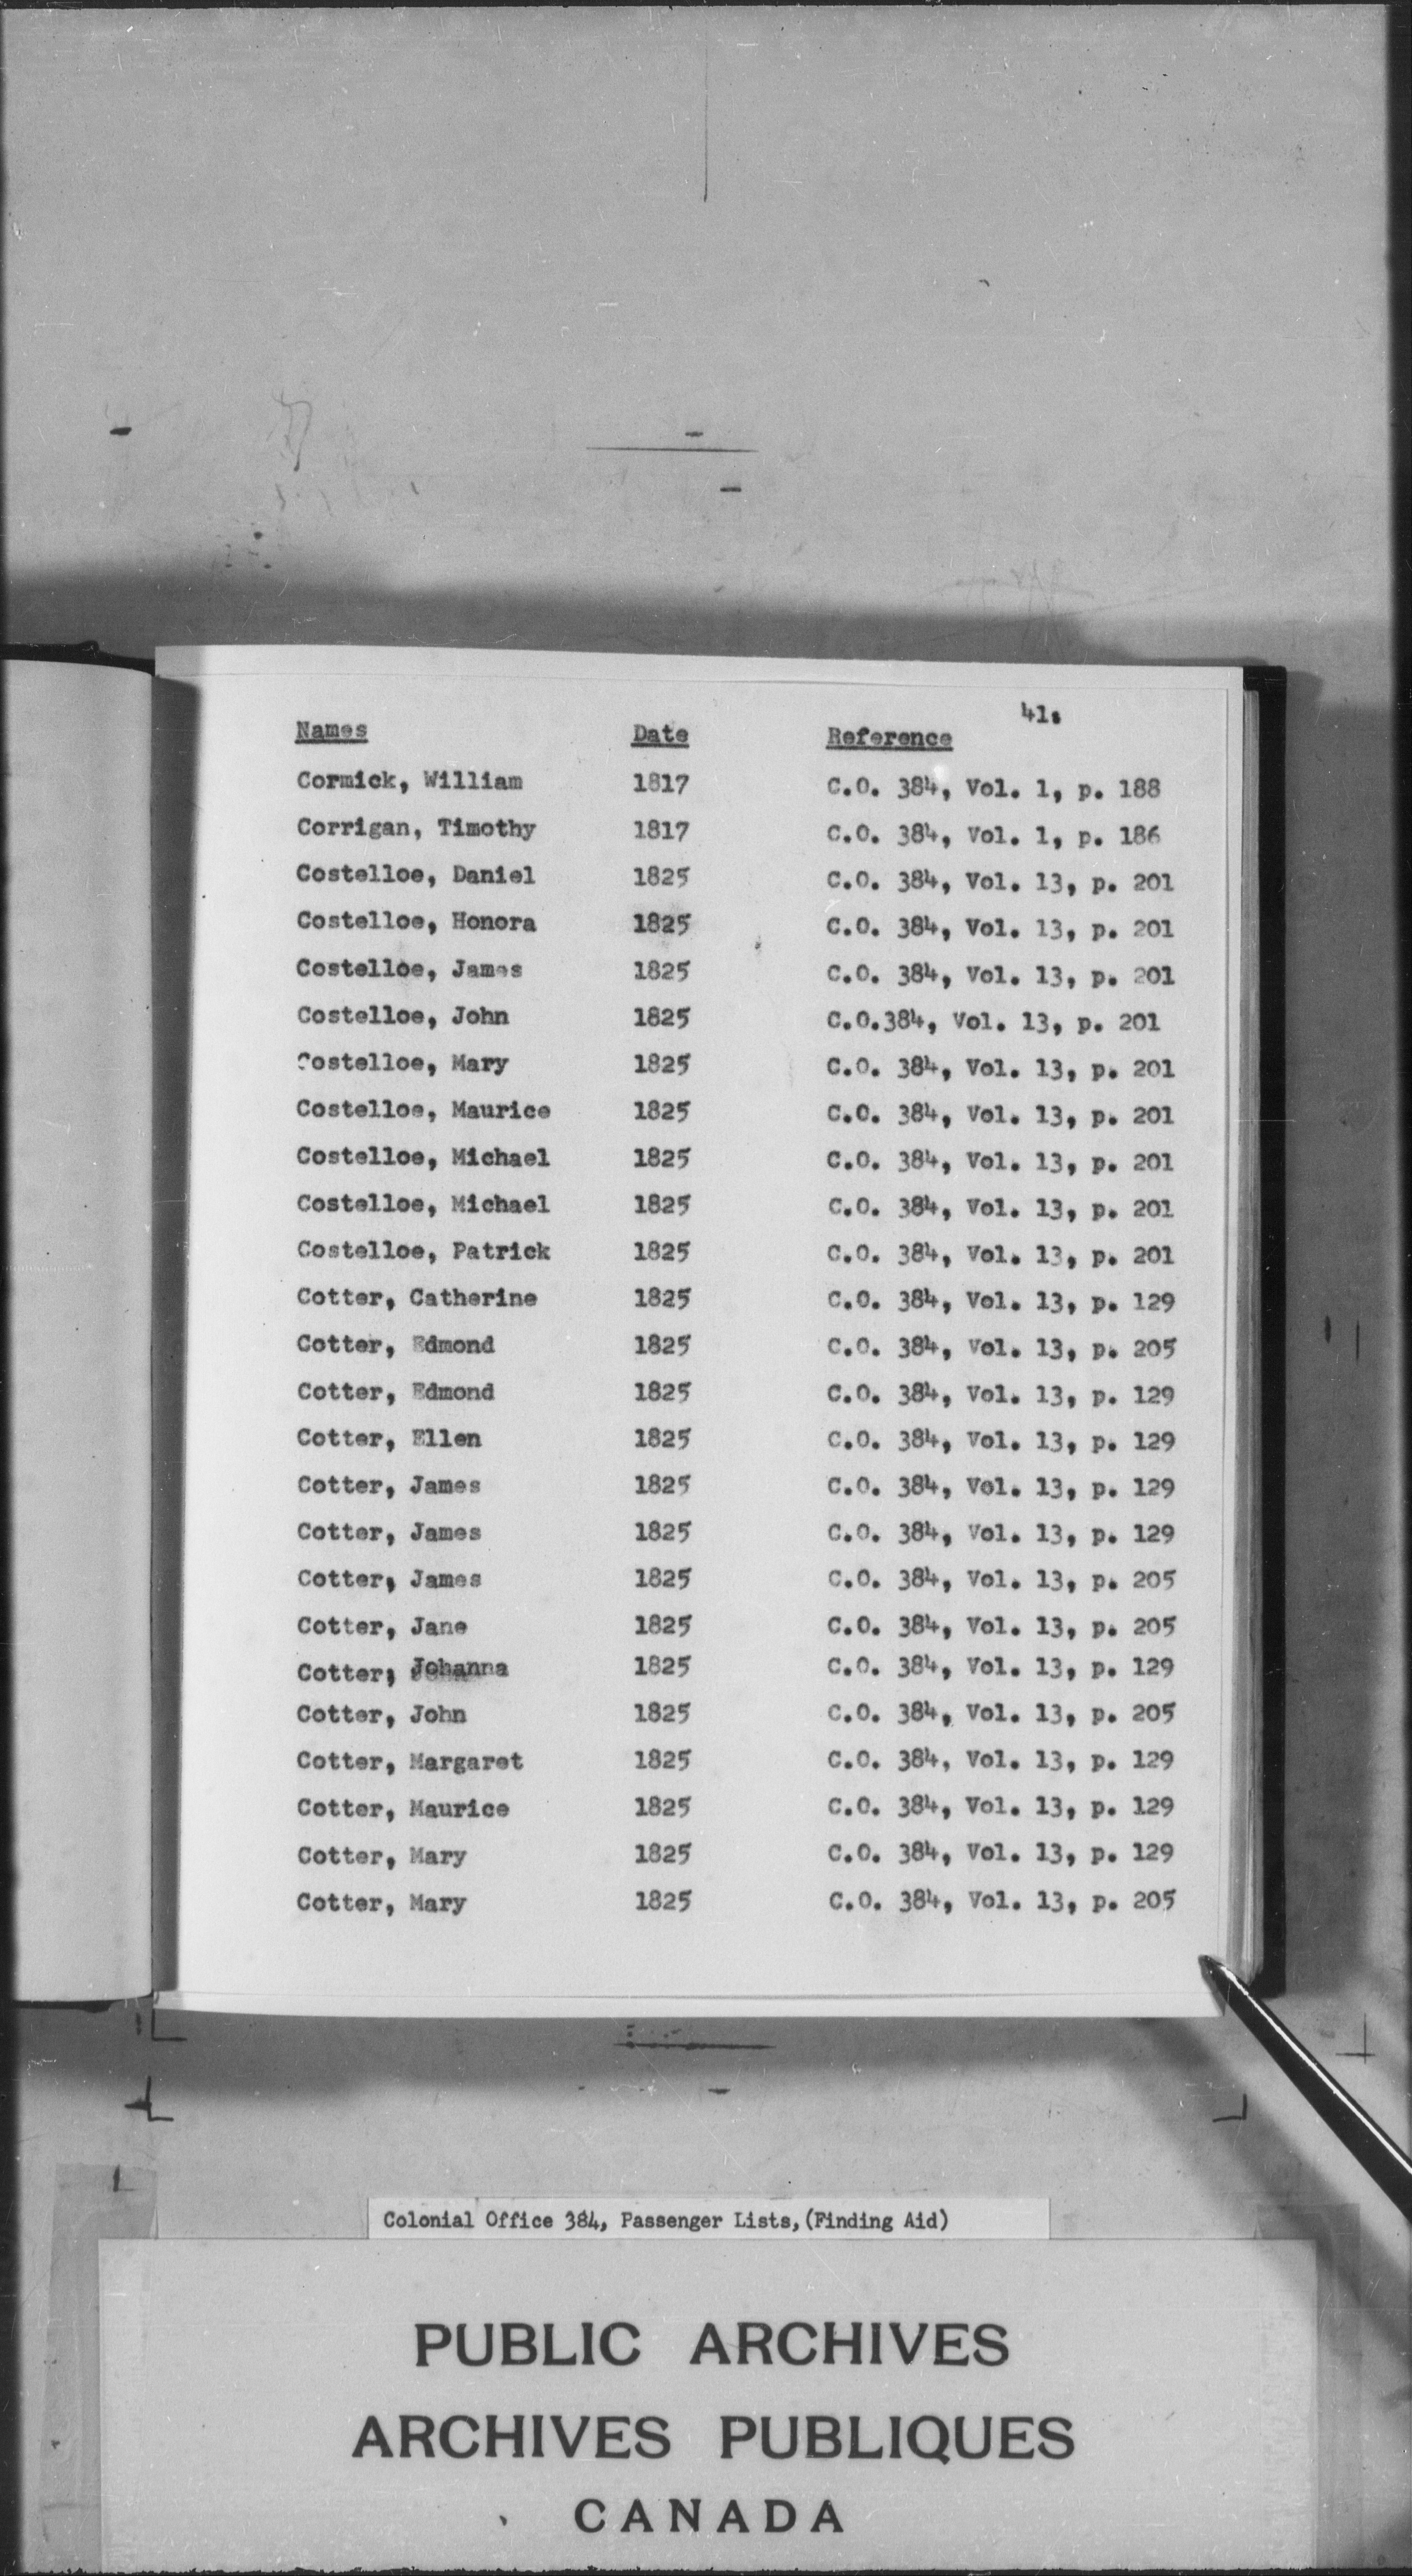 41.
Names Date Reference
Cormick, William 1817 C.O. 384, Vol. 1, p. 188
Corrigan, Timothy 1817 C.O. 384, Vol. 1, p. 186
Costelloe, Daniel 1825 C.O. 384, Vol. 13, p. 201
Costelloe, Honora 1825 C.O. 384, Vol. 13, p. 201
Costelloe, James 1825 C.O. 384, Vol. 13, p. 201
Costelloe, John 1825 C.O.384, Vol. 13, p. 201
Costelloe, Mary 1825 C.O. 384, Vol. 13, p. 201
Costelloe, Maurice 1825 C.O. 384, Vol. 13, p. 201
Costelloe, Michael 1825 C.O. 384, Vol. 13, p. 201
Costelloe, Michael 1825 C.O. 384, Vol. 13, p. 201
Costelloe, Patrick 1825 C.O. 384, Vol. 13, p. 201
Cotter, Catherine 1825 C.O. 384, Vol. 13, p. 129
Cotter, Edmond 1825 C.O. 384, Vol. 13, p. 205
Cotter, Edmond 1825 C.O. 384, Vol. 13, p. 129
Cotter, Ellen 1825 C.O. 384, Vol. 13, p. 129
Cotter, James 1825 C.O. 384, Vol. 13, p. 129
Cotter, James 1825 C.O. 384, Vol. 13, p. 129
Cotter, James 1825 C.O. 384, Vol. 13, p. 205
Cotter, Jane 1825 C.O. 384, Vol. 13, p. 205
Cotter, Johanna 1825 C.O. 384, Vol. 13, p. 129
Cotter, John 1825 C.O. 384, Vol. 13, p. 205
Cotter, Margaret 1825 C.O. 384, Vol. 13, p. 129
Cotter, Maurice 1825 C.O. 384, Vol. 13, p. 129
Cotter, Mary 1825 C.O. 384, Vol. 13, p. 129
Cotter, Mary 1825 C.O. 384, Vol. 13, p. 205
Colonial Office 384, Passenger Lists, (Finding Aid)
PUBLIC ARCHIVES
ARCHIVES PUBLIQUES
CANADA